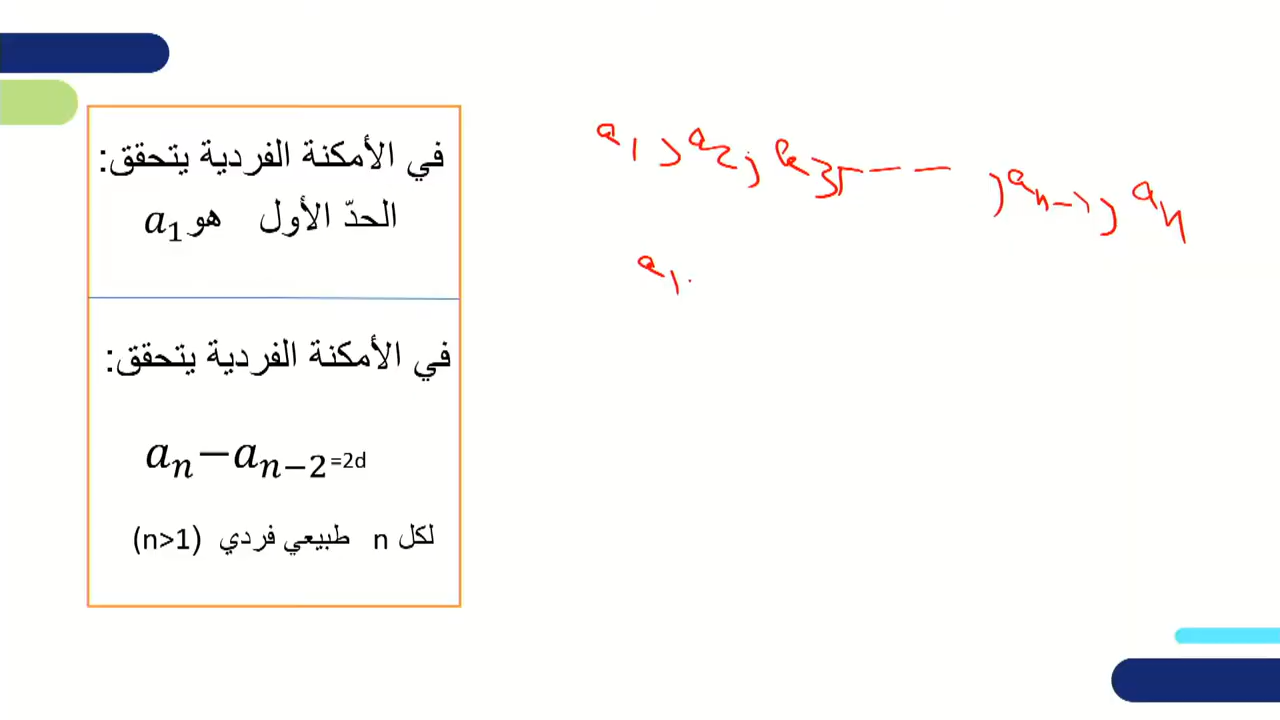 في الأمكنة الفردية يتحقق:
الحدّ الأول هو a₁
في الأمكنة الفردية يتحقق:
aₙ−aₙ₋₂=2d
لكل n طبيعي فردي (n>1)
a₁ , a₂ , a₃ , - - - , aₙ₋₁ , aₙ
a₁